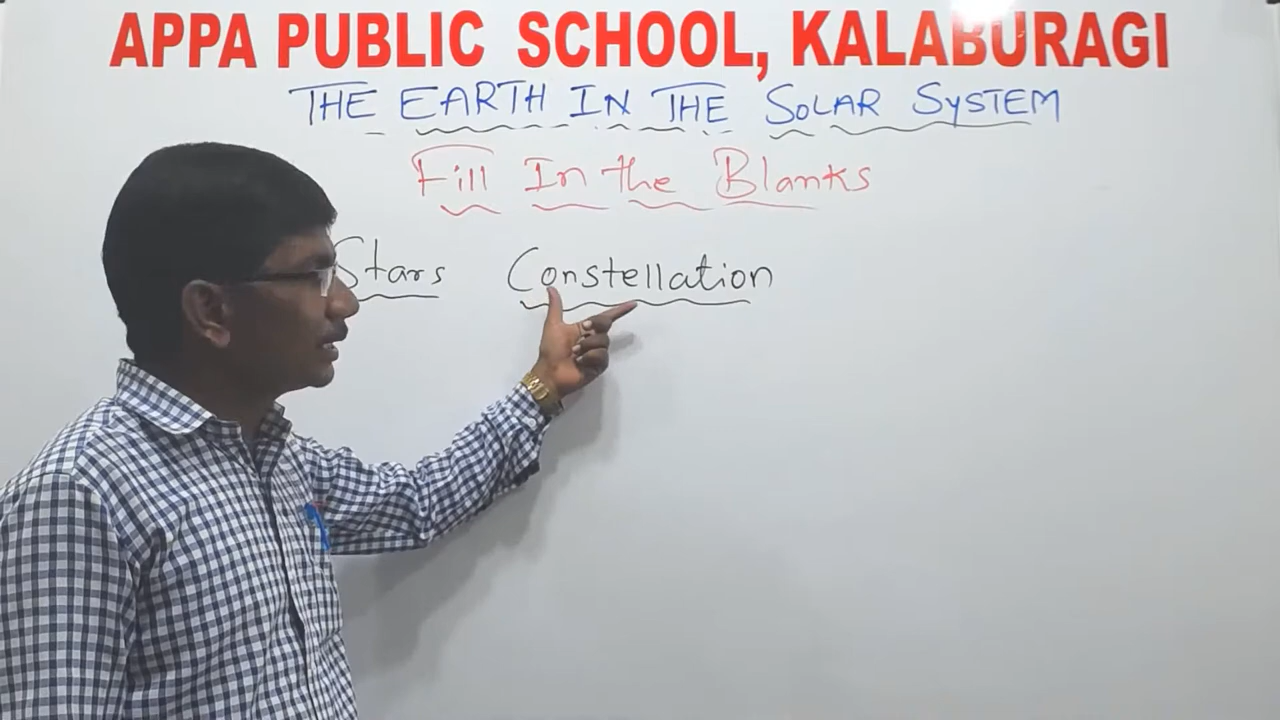 APPA PUBLIC SCHOOL, KALABURAGI
THE EARTH IN THE SOLAR SYSTEM
Fill In the Blanks
Stars Constellation